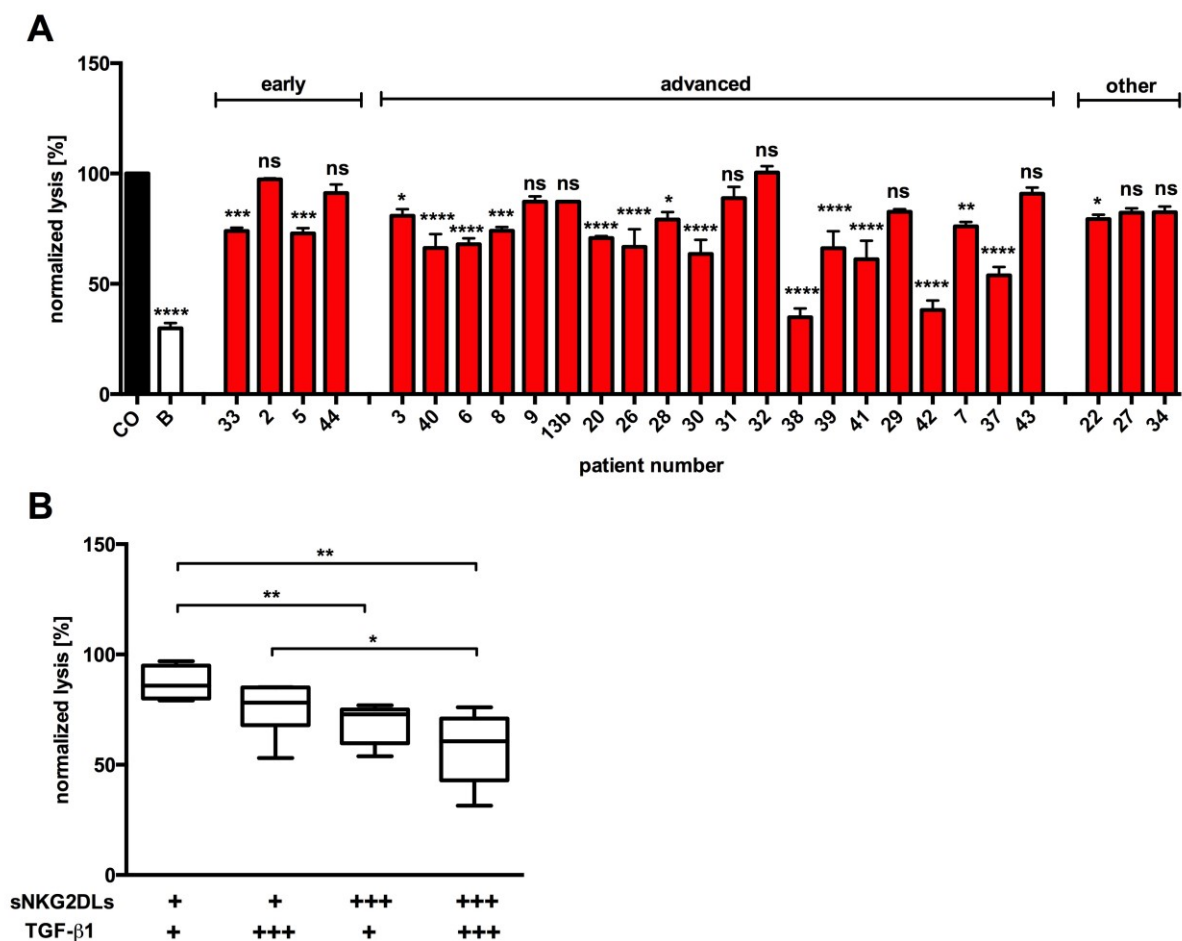 A
150
early
advanced
other
ns
ns
ns
100
*
ns
ns
ns
ns
ns
ns
***
***
****
****
***
****
****
*
****
****
****
**
*
normalized lysis [%]
50
****
****
****
****
0
CO B 33 2 5 44 3 40 6 8 9 13b 20 26 28 30 31 32 38 39 41 29 42 7 37 43 22 27 34
patient number
B
150
**
**
*
100
normalized lysis [%]
50
0
sNKG2DLs + + +++ +++
TGF-β1 + +++ + +++